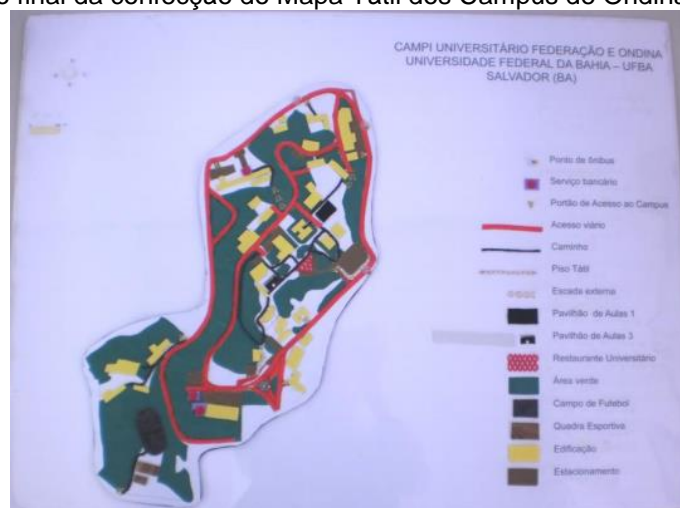 final da confecção do Mapa Tátil dos Campus de Ondina
CAMPI UNIVERSITÁRIO FEDERAÇÃO E ONDINA
UNIVERSIDADE FEDERAL DA BAHIA – UFBA
SALVADOR (BA)
Ponto de ônibus
Serviço bancário
Portão de Acesso ao Campus
Acesso viário
Caminho
Piso Tátil
Escada externa
Pavilhão de Aulas 1
Pavilhão de Aulas 3
Restaurante Universitário
Área verde
Campo de Futebol
Quadra Esportiva
Edificação
Estacionamento